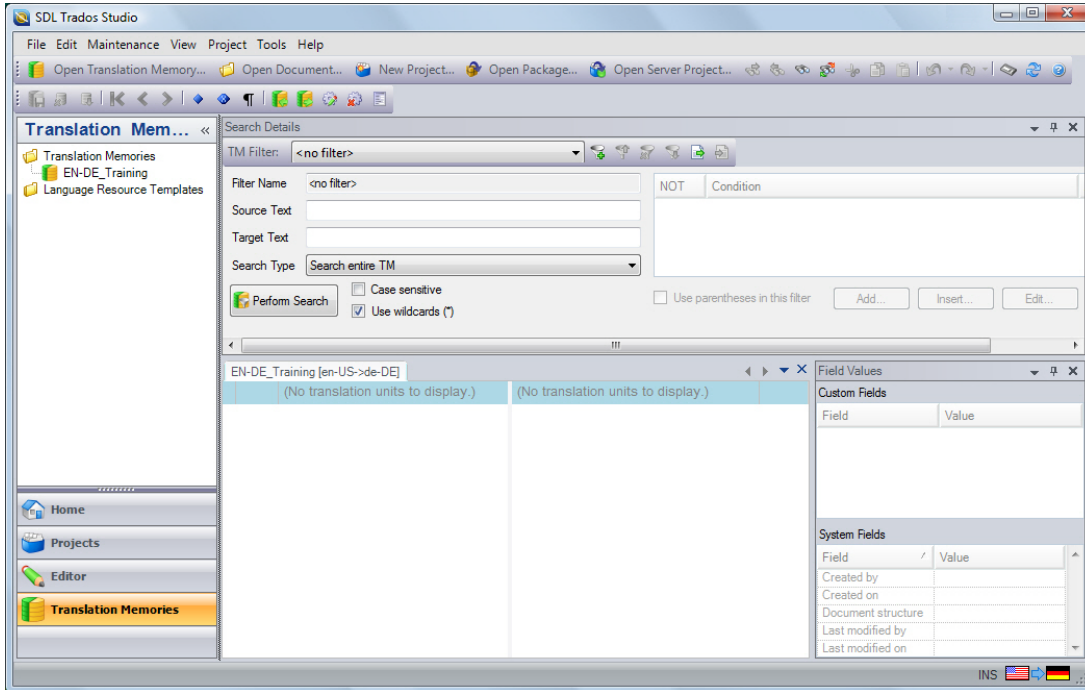 SDL Trados Studio
File Edit Maintenance View Project Tools Help
Open Translation Memory... Open Document... New Project... Open Package... Open Server Project...
Translation Mem... «
Translation Memories
EN-DE_Training
Language Resource Templates
Home
Projects
Editor
Translation Memories
Search Details
TM Filter: <no filter>
Filter Name <no filter>
Source Text
Target Text
Search Type Search entire TM
Perform Search
Case sensitive
Use wildcards (*)
NOT Condition
Use parentheses in this filter Add... Insert... Edit...
EN-DE_Training [en-US->de-DE]
(No translation units to display.) (No translation units to display.)
Field Values
Custom Fields
Field Value
System Fields
Field Value
Created by
Created on
Document structure
Last modified by
Last modified on
INS